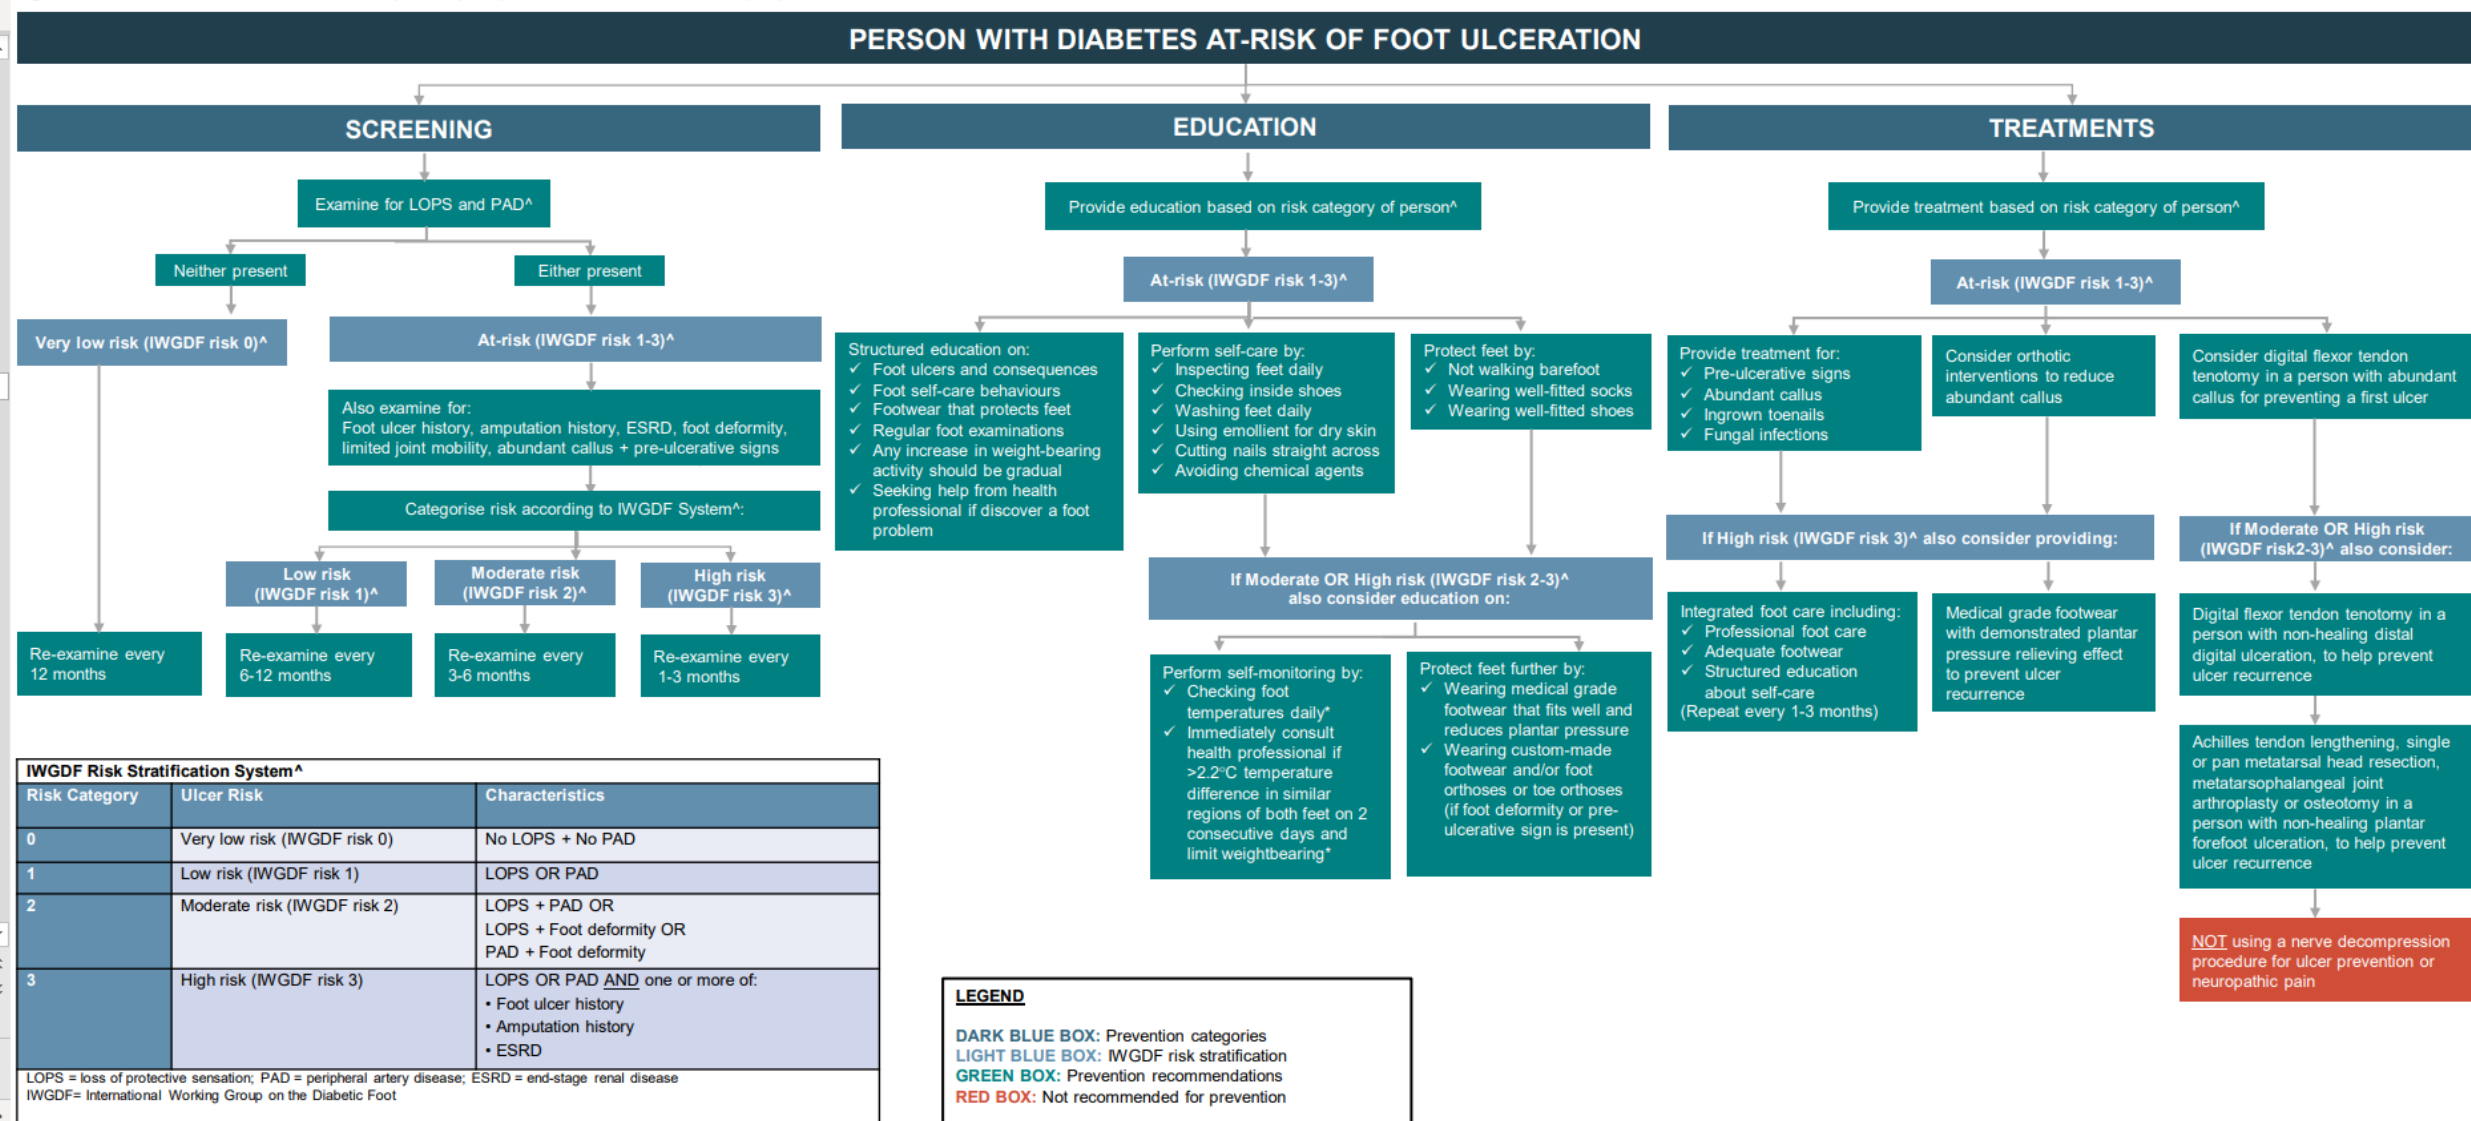 PERSON WITH DIABETES AT-RISK OF FOOT ULCERATION
SCREENING
Examine for LOPS and PAD^
Neither present
Either present
Very low risk (IWGDF risk 0)^
At-risk (IWGDF risk 1-3)^
Also examine for:
Foot ulcer history, amputation history, ESRD, foot deformity,
limited joint mobility, abundant callus + pre-ulcerative signs
Categorise risk according to IWGDF System^:
Low risk
(IWGDF risk 1)^
Moderate risk
(IWGDF risk 2)^
High risk
(IWGDF risk 3)^
Re-examine every
12 months
Re-examine every
6-12 months
Re-examine every
3-6 months
Re-examine every
1-3 months
EDUCATION
Provide education based on risk category of person^
At-risk (IWGDF risk 1-3)^
Structured education on:
✓ Foot ulcers and consequences
✓ Foot self-care behaviours
✓ Footwear that protects feet
✓ Regular foot examinations
✓ Any increase in weight-bearing
activity should be gradual
✓ Seeking help from health
professional if discover a foot
problem
Perform self-care by:
✓ Inspecting feet daily
✓ Checking inside shoes
✓ Washing feet daily
✓ Using emollient for dry skin
✓ Cutting nails straight across
✓ Avoiding chemical agents
Protect feet by:
✓ Not walking barefoot
✓ Wearing well-fitted socks
✓ Wearing well-fitted shoes
If Moderate OR High risk (IWGDF risk 2-3)^
also consider education on:
Perform self-monitoring by:
✓ Checking foot
temperatures daily*
✓ Immediately consult
health professional if
>2.2°C temperature
difference in similar
regions of both feet on 2
consecutive days and
limit weightbearing*
Protect feet further by:
✓ Wearing medical grade
footwear that fits well and
reduces plantar pressure
✓ Wearing custom-made
footwear and/or foot
orthoses or toe orthoses
(if foot deformity or pre-
ulcerative sign is present)
TREATMENTS
Provide treatment based on risk category of person^
At-risk (IWGDF risk 1-3)^
Provide treatment for:
✓ Pre-ulcerative signs
✓ Abundant callus
✓ Ingrown toenails
✓ Fungal infections
Consider orthotic
interventions to reduce
abundant callus
Consider digital flexor tendon
tenotomy in a person with abundant
callus for preventing a first ulcer
If High risk (IWGDF risk 3)^ also consider providing:
If Moderate OR High risk
(IWGDF risk2-3)^ also consider:
Integrated foot care including:
✓ Professional foot care
✓ Adequate footwear
✓ Structured education
about self-care
(Repeat every 1-3 months)
Medical grade footwear
with demonstrated plantar
pressure relieving effect
to prevent ulcer
recurrence
Digital flexor tendon tenotomy in a
person with non-healing distal
digital ulceration, to help prevent
ulcer recurrence
Achilles tendon lengthening, single
or pan metatarsal head resection,
metatarsophalangeal joint
arthroplasty or osteotomy in a
person with non-healing plantar
forefoot ulceration, to help prevent
ulcer recurrence
NOT using a nerve decompression
procedure for ulcer prevention or
neuropathic pain
IWGDF Risk Stratification System^
Risk Category Ulcer Risk Characteristics
0 Very low risk (IWGDF risk 0) No LOPS + No PAD
1 Low risk (IWGDF risk 1) LOPS OR PAD
2 Moderate risk (IWGDF risk 2) LOPS + PAD OR
LOPS + Foot deformity OR
PAD + Foot deformity
3 High risk (IWGDF risk 3) LOPS OR PAD AND one or more of:
• Foot ulcer history
• Amputation history
• ESRD
LOPS = loss of protective sensation; PAD = peripheral artery disease; ESRD = end-stage renal disease
IWGDF= International Working Group on the Diabetic Foot
LEGEND
DARK BLUE BOX: Prevention categories
LIGHT BLUE BOX: IWGDF risk stratification
GREEN BOX: Prevention recommendations
RED BOX: Not recommended for prevention